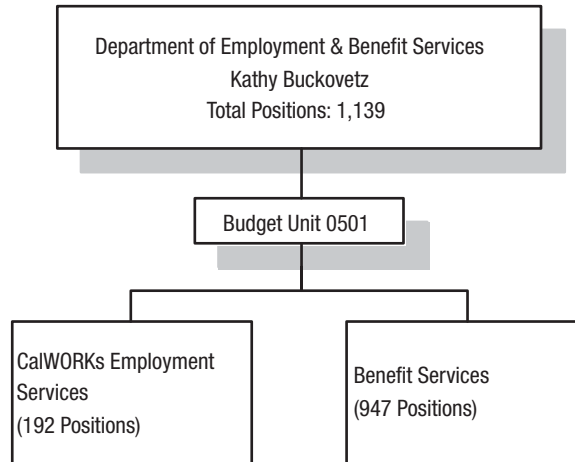 Department of Employment & Benefit Services
Kathy Buckovetz
Total Positions: 1,139
Budget Unit 0501
CalWORKs Employment
Services
(192 Positions)
Benefit Services
(947 Positions)